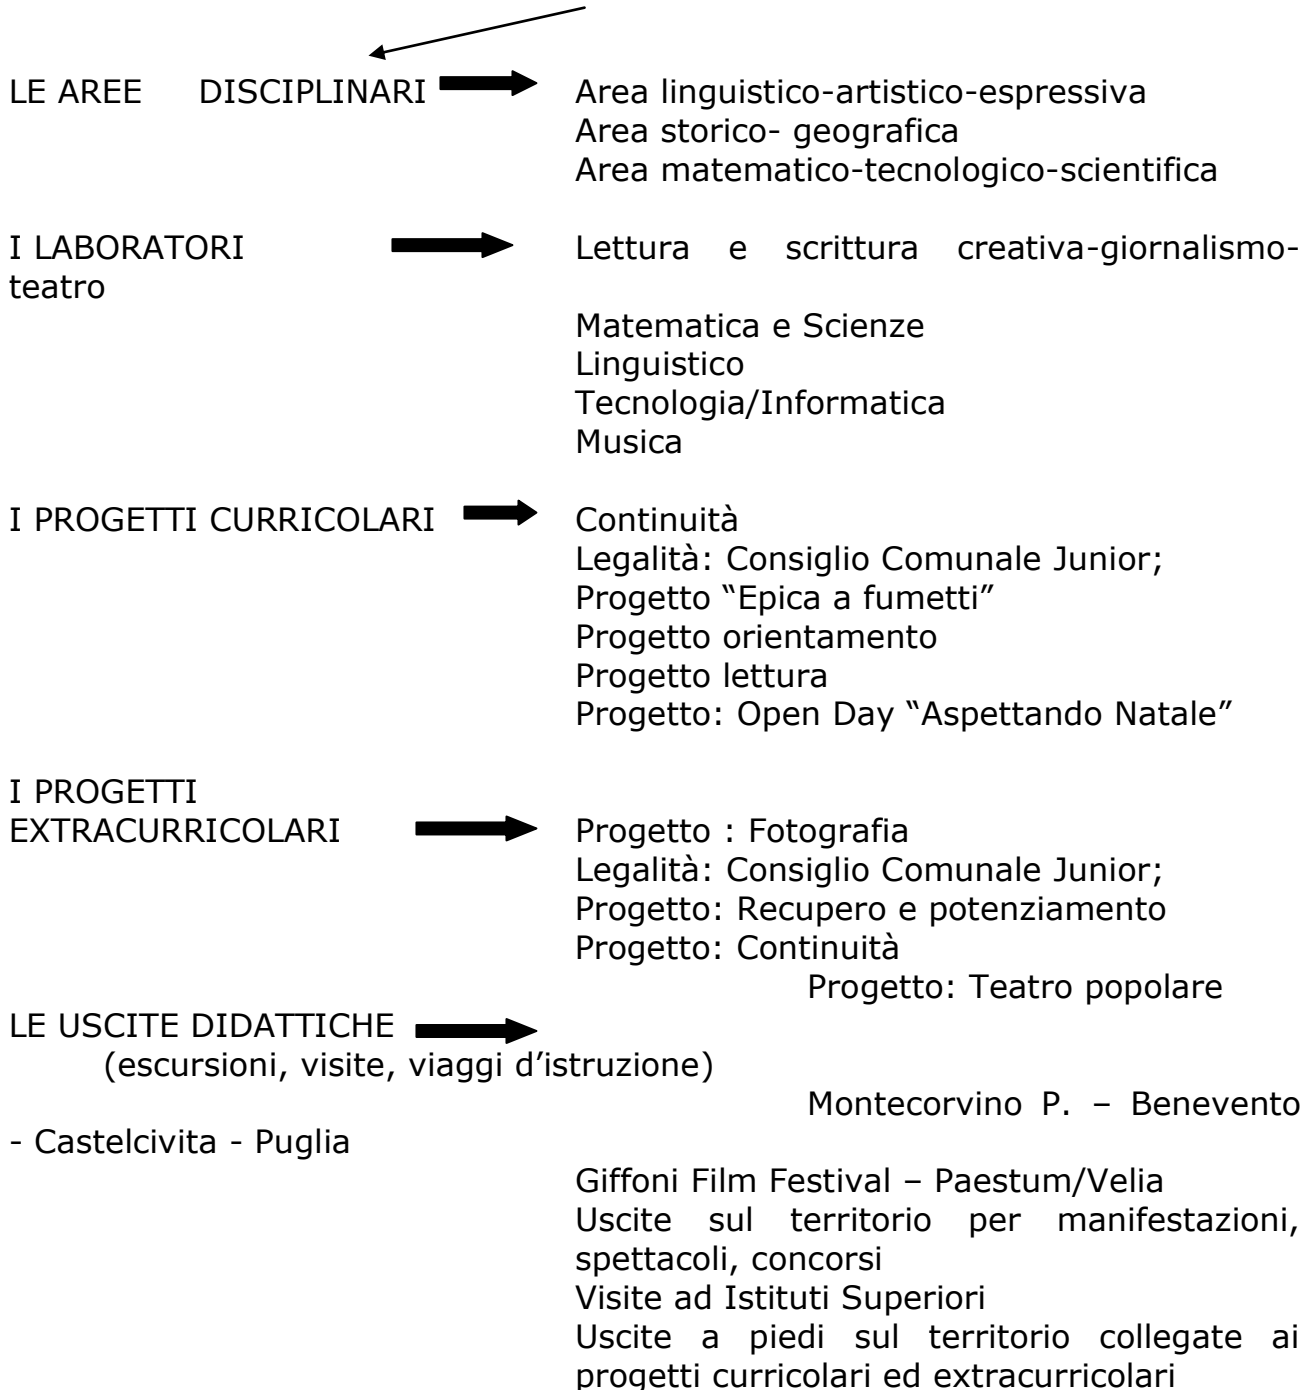 LE AREE DISCIPLINARI Area linguistico-artistico-espressiva
Area storico- geografica
Area matematico-tecnologico-scientifica
I LABORATORI Lettura e scrittura creativa-giornalismo-
teatro
Matematica e Scienze
Linguistico
Tecnologia/Informatica
Musica
I PROGETTI CURRICOLARI Continuità
Legalità: Consiglio Comunale Junior;
Progetto “Epica a fumetti”
Progetto orientamento
Progetto lettura
Progetto: Open Day “Aspettando Natale”
I PROGETTI
EXTRACURRICOLARI Progetto : Fotografia
Legalità: Consiglio Comunale Junior;
Progetto: Recupero e potenziamento
Progetto: Continuità
Progetto: Teatro popolare
LE USCITE DIDATTICHE
(escursioni, visite, viaggi d’istruzione)
Montecorvino P. – Benevento
- Castelcivita - Puglia
Giffoni Film Festival – Paestum/Velia
Uscite sul territorio per manifestazioni,
spettacoli, concorsi
Visite ad Istituti Superiori
Uscite a piedi sul territorio collegate ai
progetti curricolari ed extracurricolari